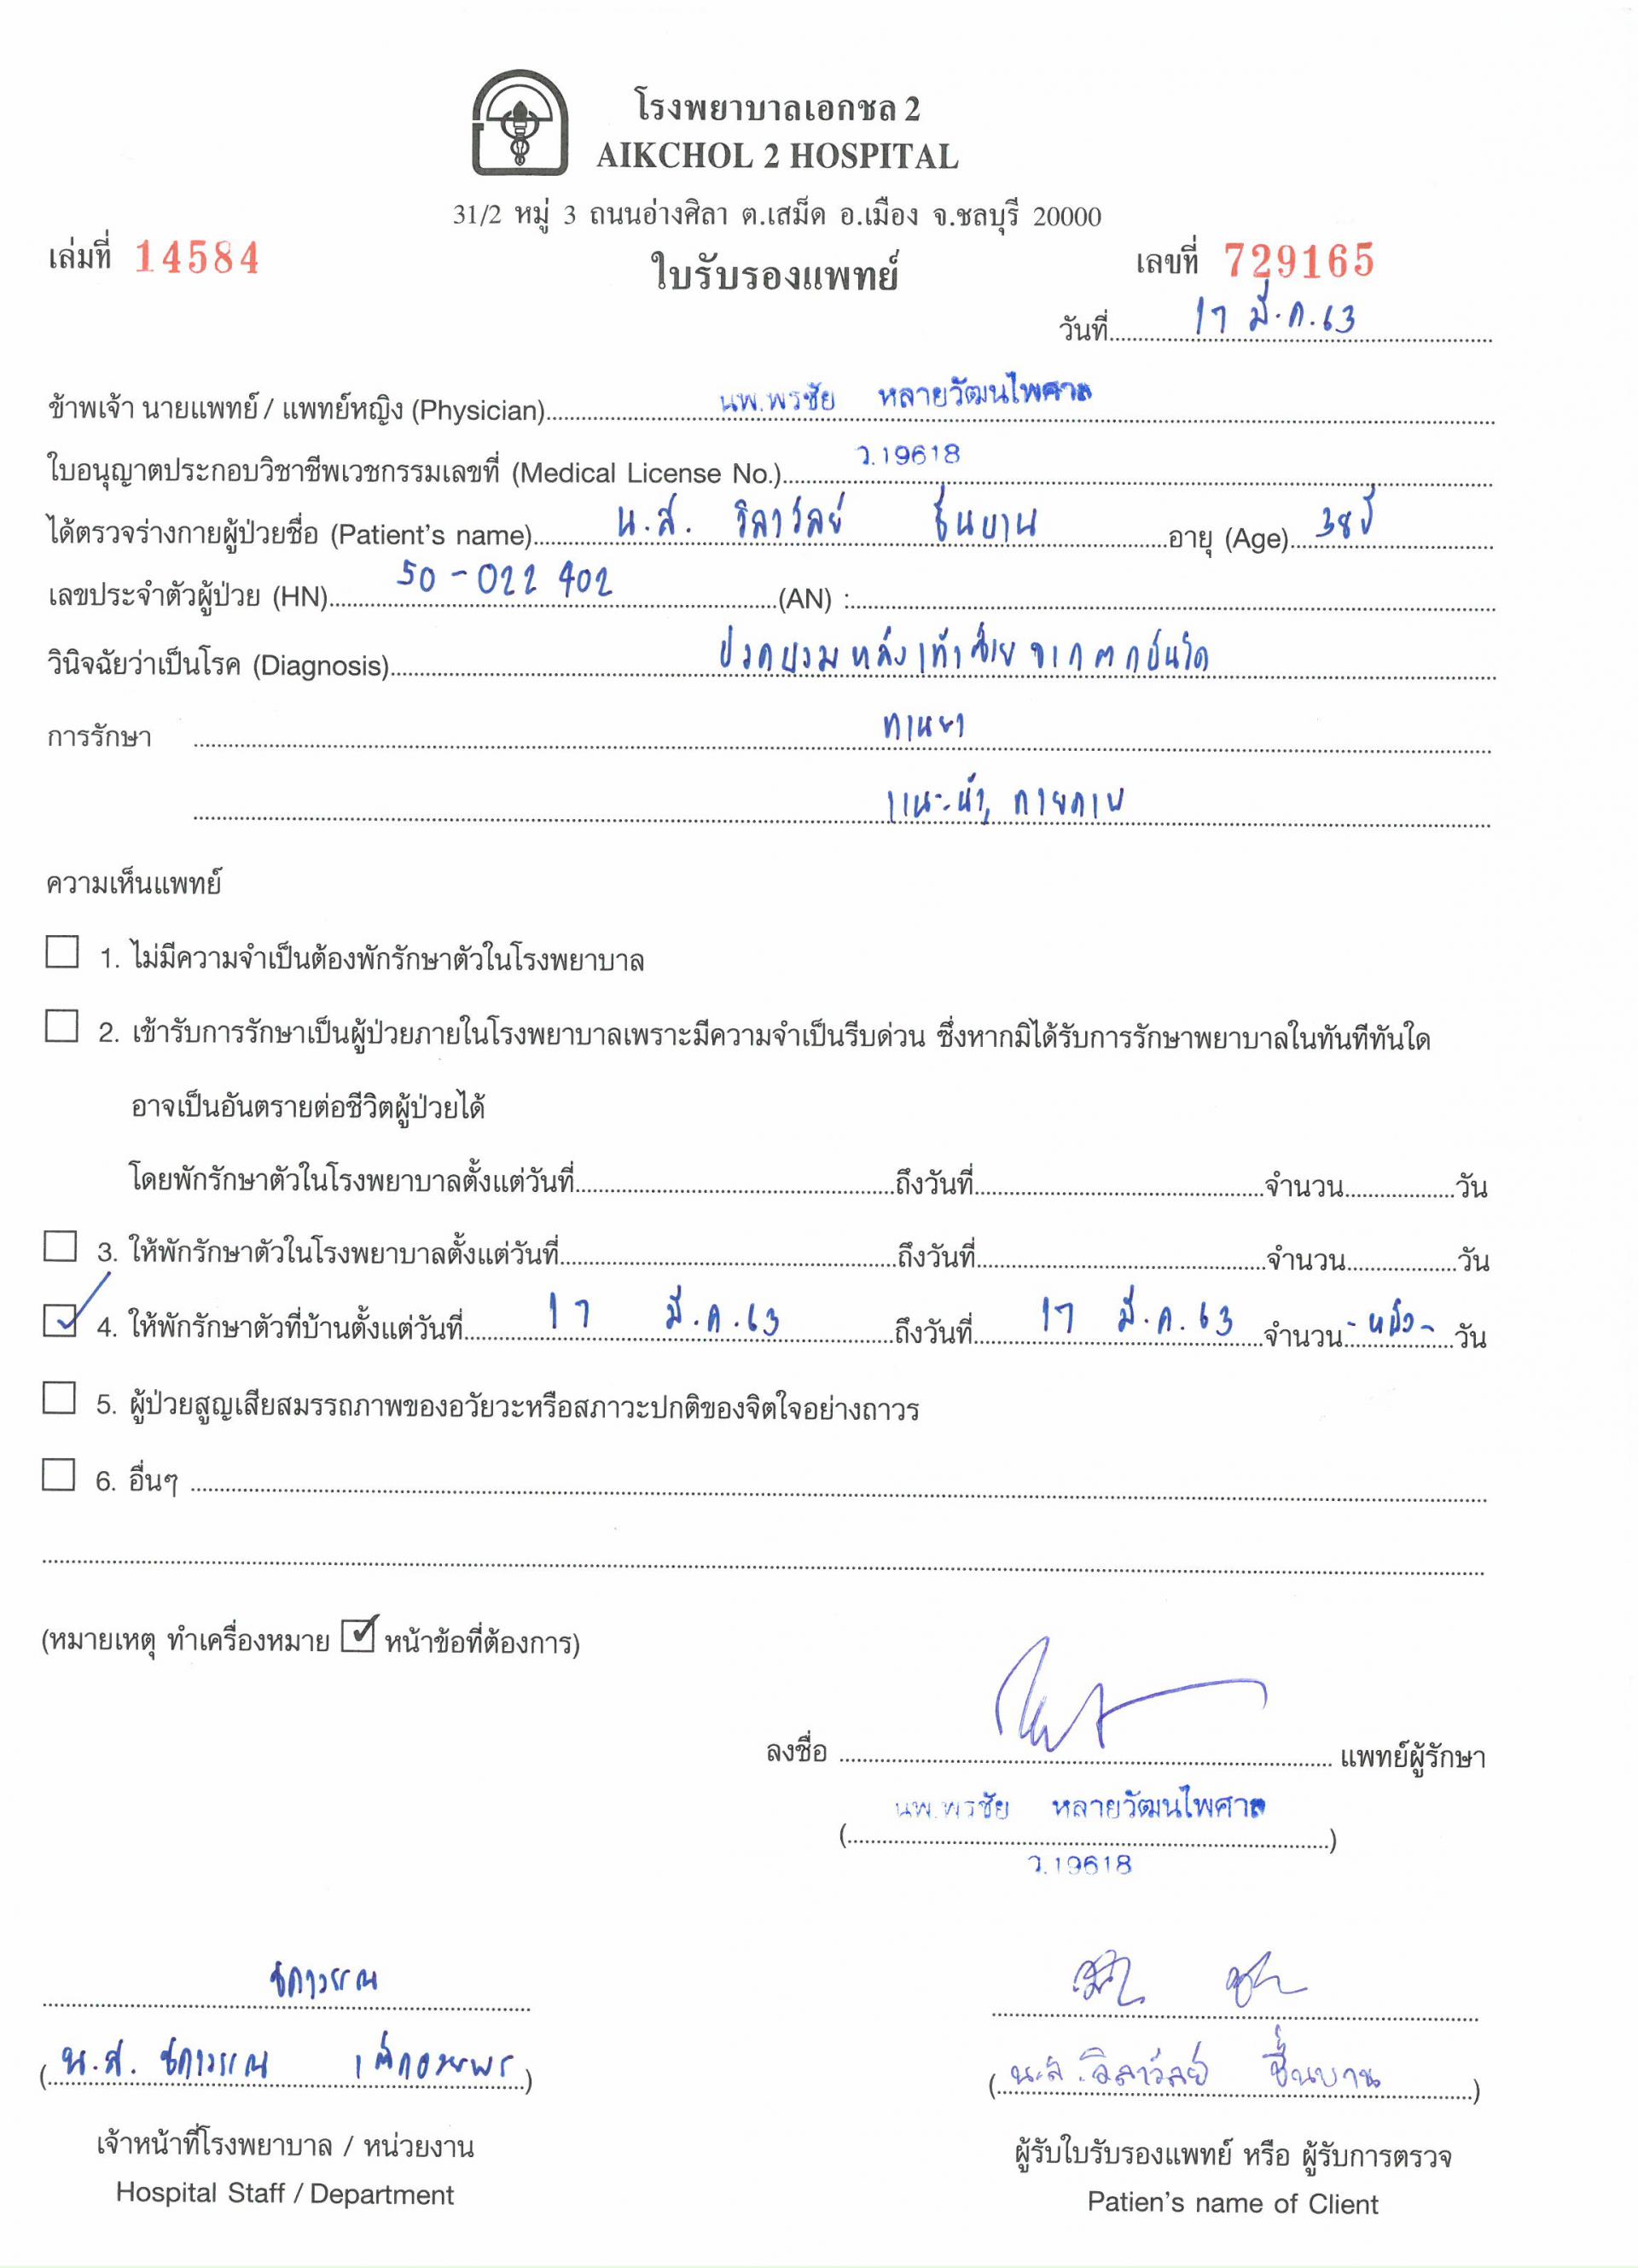 โรงพยาบาลเอกชล 2
AIKCHOL 2 HOSPITAL
31/2 หมู่ 3 ถนนอ่างศิลา ต.เสม็ด อ.เมือง จ.ชลบุรี 20000
เล่มที่ 14584
ใบรับรองแพทย์
เลขที่ 729165
วันที่ 17 มี.ค.63
ข้าพเจ้า นายแพทย์ / แพทย์หญิง (Physician) นพ.พรชัย หลายวัฒนไพศาล
ใบอนุญาตประกอบวิชาชีพเวชกรรมเลขที่ (Medical License No.) ว.19618
ได้ตรวจร่างกายผู้ป่วยชื่อ (Patient's name) น.ส. วิลาวัลย์ ชื่นบาน อายุ (Age) 38 ปี
เลขประจำตัวผู้ป่วย (HN) 50-022402 (AN) :
วินิจฉัยว่าเป็นโรค (Diagnosis) ปวดบวมหลังเท้าซ้ายจากตกบันได
การรักษา ทานยา
แนะนำ, กายภาพ
ความเห็นแพทย์
1. ไม่มีความจำเป็นต้องพักรักษาตัวในโรงพยาบาล
2. เข้ารับการรักษาเป็นผู้ป่วยภายในโรงพยาบาลเพราะมีความจำเป็นรีบด่วน ซึ่งหากมิได้รับการรักษาพยาบาลในทันทีทันใด
อาจเป็นอันตรายต่อชีวิตผู้ป่วยได้
โดยพักรักษาตัวในโรงพยาบาลตั้งแต่วันที่ ถึงวันที่ จำนวน วัน
3. ให้พักรักษาตัวในโรงพยาบาลตั้งแต่วันที่ ถึงวันที่ จำนวน วัน
4. ให้พักรักษาตัวที่บ้านตั้งแต่วันที่ 17 มี.ค.63 ถึงวันที่ 17 มี.ค.63 จำนวน -หนึ่ง- วัน
5. ผู้ป่วยสูญเสียสมรรถภาพของอวัยวะหรือสภาวะปกติของจิตใจอย่างถาวร
6. อื่นๆ
(หมายเหตุ ทำเครื่องหมาย ☑ หน้าข้อที่ต้องการ)
ลงชื่อ แพทย์ผู้รักษา
(นพ.พรชัย หลายวัฒนไพศาล)
ว.19618
(น.ส.
(น.ส.วิลาวัลย์ ชื่นบาน)
เจ้าหน้าที่โรงพยาบาล / หน่วยงาน
ผู้รับใบรับรองแพทย์ หรือ ผู้รับการตรวจ
Hospital Staff / Department
Patien's name of Client